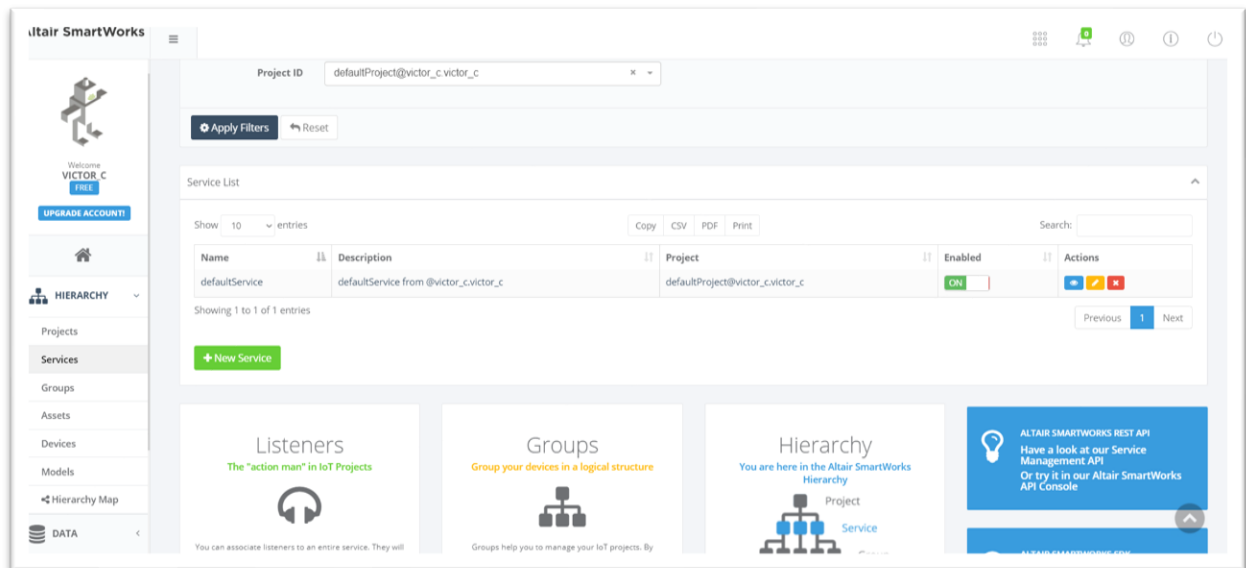 Altair SmartWorks
0
Project ID
defaultProject@victor_c.victor_c
Apply Filters
Reset
Welcome
VICTOR_C
FREE
UPGRADE ACCOUNT!
HIERARCHY
Projects
Services
Groups
Assets
Devices
Models
Hierarchy Map
DATA
Service List
Show 10 entries
Copy CSV PDF Print
Search:
Name Description Project Enabled Actions
defaultService defaultService from @victor_c.victor_c defaultProject@victor_c.victor_c ON
Showing 1 to 1 of 1 entries
Previous 1 Next
New Service
Listeners
The "action man" in IoT Projects
You can associate listeners to an entire service. They will
Groups
Group your devices in a logical structure
Groups help you to manage your IoT projects. By
Hierarchy
You are here in the Altair SmartWorks
Hierarchy
Project
Service
ALTAIR SMARTWORKS REST API
Have a look at our Service
Management API
Or try it in our Altair SmartWorks
API Console